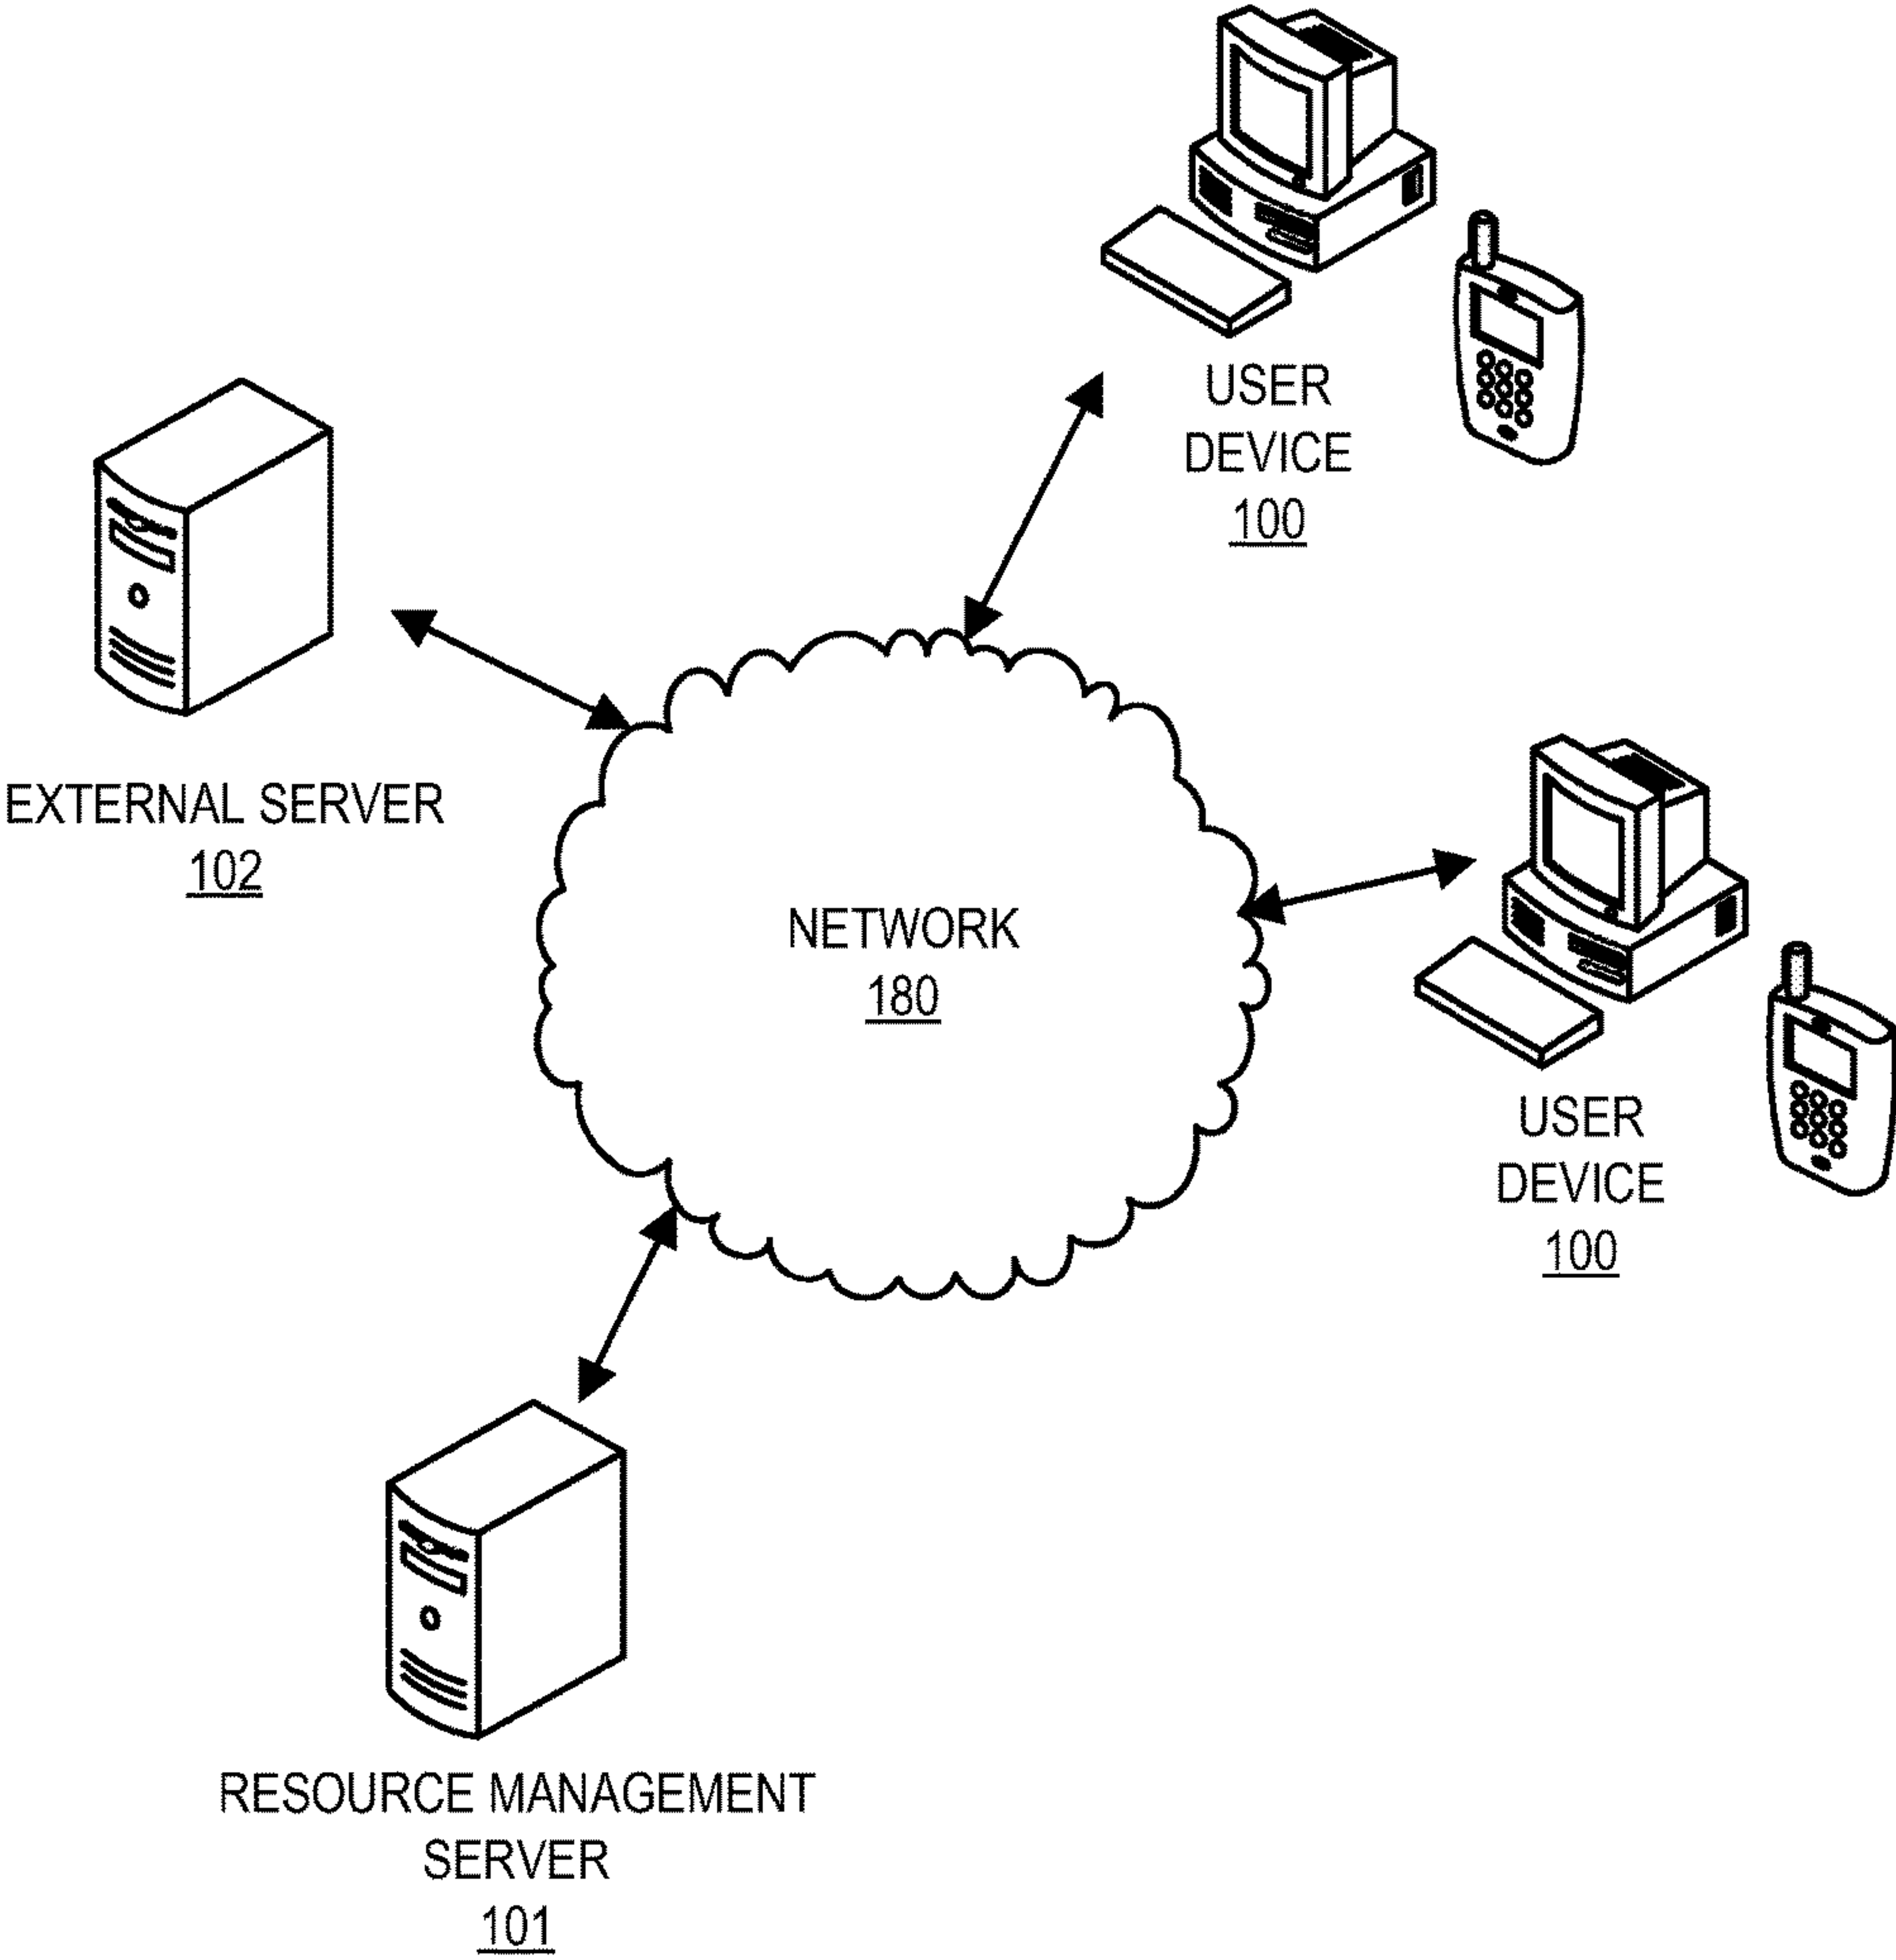 USER
DEVICE
100
EXTERNAL SERVER
102
NETWORK
180
USER
DEVICE
100
RESOURCE MANAGEMENT
SERVER
101